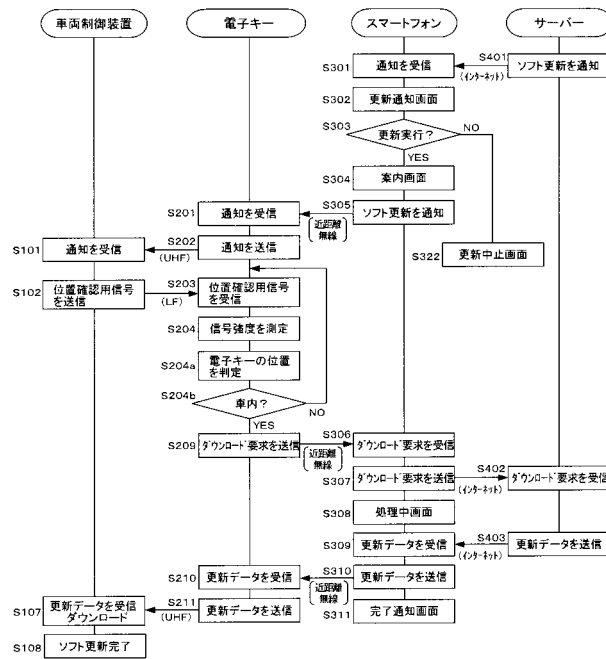 車両制御装置
電子キー
スマートフォン
サーバー
S301
通知を受信
S401
(インターネット)
ソフト更新を通知
S302
更新通知画面
S303
更新実行？
NO
YES
S304
案内画面
S201
通知を受信
S305
近距離
無線
ソフト更新を通知
S101
通知を受信
S202
(UHF)
通知を送信
S322
更新中止画面
S102
位置確認用信号
を送信
S203
(LF)
位置確認用信号
を受信
S204
信号強度を測定
S204a
電子キーの位置
を判定
S204b
車内？
NO
YES
S209
ダウンロード要求を送信
S306
近距離
無線
ダウンロード要求を受信
S307
ダウンロード要求を送信
S402
(インターネット)
ダウンロード要求を受信
S308
処理中画面
S309
更新データを受信
S403
(インターネット)
更新データを送信
S210
更新データを受信
S310
近距離
無線
更新データを送信
S107
更新データを受信
ダウンロード
S211
(UHF)
更新データを送信
S311
完了通知画面
S108
ソフト更新完了